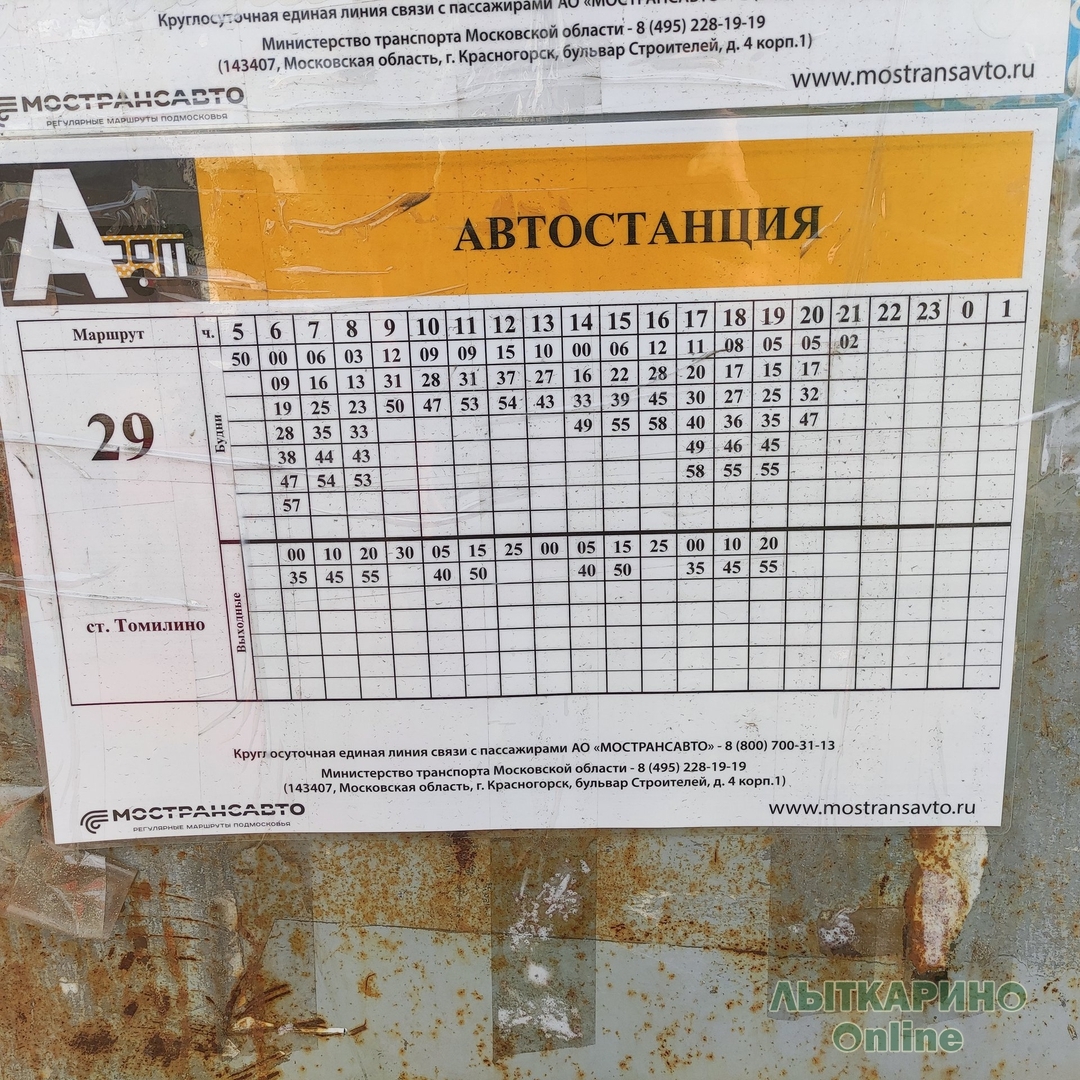 Круглосуточная единая линия связи с пассажирами АО «МОСТРАНСАВТО»
Министерство транспорта Московской области - 8 (495) 228-19-19
(143407, Московская область, г. Красногорск, бульвар Строителей, д. 4 корп.1)
www.mostransavto.ru
МОСТРАНСАВТО
РЕГУЛЯРНЫЕ МАРШРУТЫ ПОДМОСКОВЬЯ
А
АВТОСТАНЦИЯ
Маршрут ч. 5 6 7 8 9 10 11 12 13 14 15 16 17 18 19 20 21 22 23 0 1
29
Будни
50 00 06 03 12 09 09 15 10 00 06 12 11 08 05 05 02
09 16 13 31 28 31 37 27 16 22 28 20 17 15 17
19 25 23 50 47 53 54 43 33 39 45 30 27 25 32
28 35 33 49 55 58 40 36 35 47
38 44 43 49 46 45
47 54 53 58 55 55
57
ст. Томилино
Выходные
00 10 20 30 05 15 25 00 05 15 25 00 10 20
35 45 55 40 50 40 50 35 45 55
Круглосуточная единая линия связи с пассажирами АО «МОСТРАНСАВТО» - 8 (800) 700-31-13
Министерство транспорта Московской области - 8 (495) 228-19-19
(143407, Московская область, г. Красногорск, бульвар Строителей, д. 4 корп.1)
МОСТРАНСАВТО
РЕГУЛЯРНЫЕ МАРШРУТЫ ПОДМОСКОВЬЯ
www.mostransavto.ru
ЛЫТКАРИНО
Online